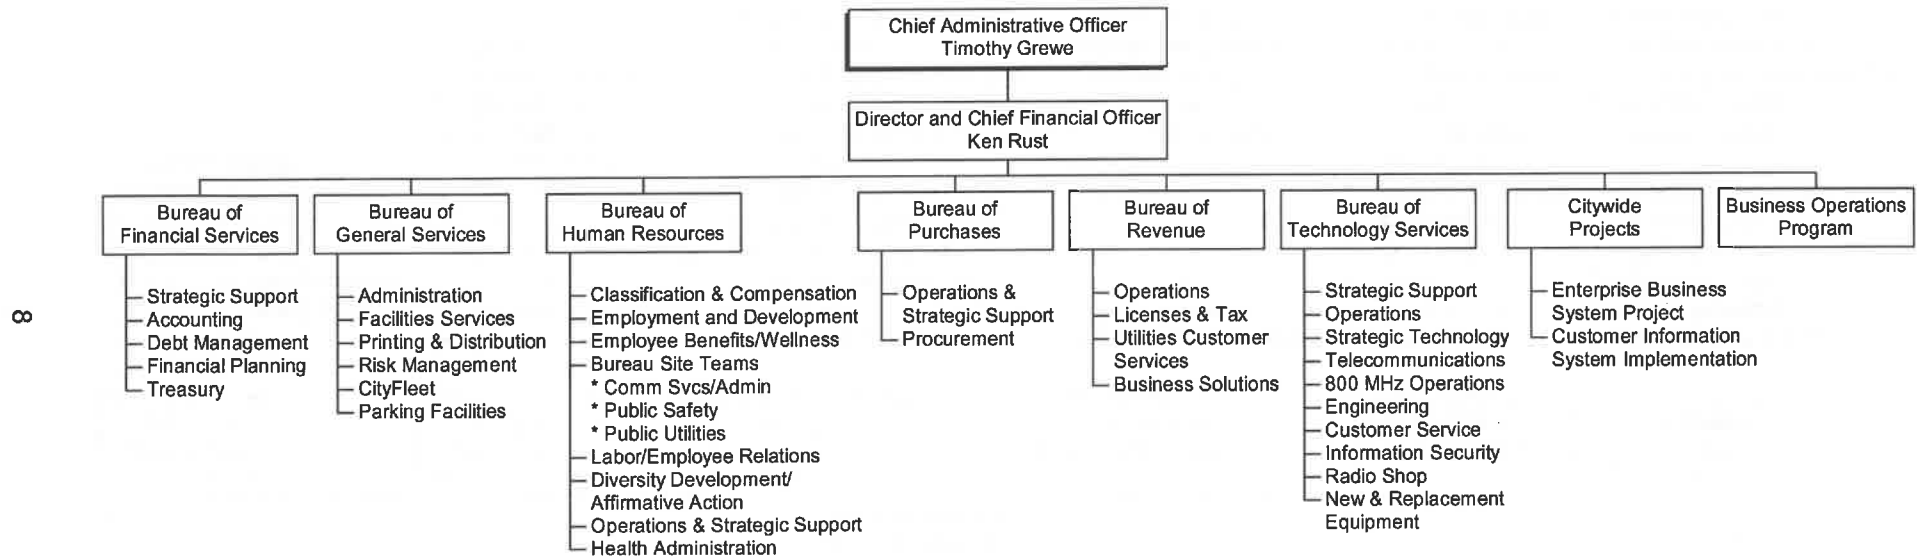 Chief Administrative Officer
Timothy Grewe
Director and Chief Financial Officer
Ken Rust
Bureau of
Financial Services
Strategic Support
Accounting
Debt Management
Financial Planning
Treasury
Bureau of
General Services
Administration
Facilities Services
Printing & Distribution
Risk Management
CityFleet
Parking Facilities
Bureau of
Human Resources
Classification & Compensation
Employment and Development
Employee Benefits/Wellness
Bureau Site Teams
* Comm Svcs/Admin
* Public Safety
* Public Utilities
Labor/Employee Relations
Diversity Development/
Affirmative Action
Operations & Strategic Support
Health Administration
Bureau of
Purchases
Operations &
Strategic Support
Procurement
Bureau of
Revenue
Operations
Licenses & Tax
Utilities Customer
Services
Business Solutions
Bureau of
Technology Services
Strategic Support
Operations
Strategic Technology
Telecommunications
800 MHz Operations
Engineering
Customer Service
Information Security
Radio Shop
New & Replacement
Equipment
Citywide
Projects
Enterprise Business
System Project
Customer Information
System Implementation
Business Operations
Program
8